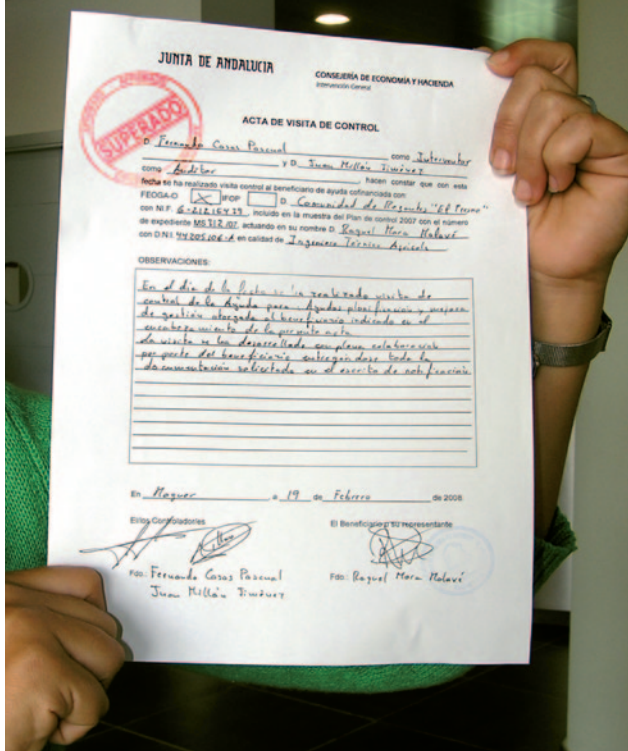 JUNTA DE ANDALUCIA
CONSEJERÍA DE ECONOMÍA Y HACIENDA
Intervención General
SUPERADO
ACTA DE VISITA DE CONTROL
D. Fernando Casas Pascual como Interventor
y D. Juan Millán Jiménez
como Auditor, hacen constar que con esta
fecha se ha realizado visita control al beneficiario de ayuda cofinanciada con:
FEOGA-O X IFOP D. Comunidad de Regantes "El Fresno"
con N.I.F. G-21215479, incluido en la muestra del Plan de control 2007 con el número
de expediente MS312/07, actuando en su nombre D. Raquel Mora Malavé
con D.N.I 44205206-A en calidad de Ingeniero Técnico Agrícola
OBSERVACIONES:
En el día de la fecha se ha realizado visita de
control de la Ayuda para: Ayudas planificación y mejora
de gestión otorgada al beneficiario indicado en el
encabezamiento de la presente acta.
La visita se ha desarrollado con plena colaboración
por parte del beneficiario entregándose toda la
documentación solicitada en el escrito de notificación.
En Moguer, a 19 de Febrero de 2008
El/los Controladores
El Beneficiario o su representante
Fdo: Fernando Casas Pascual
Juan Millán Jiménez
Fdo: Raquel Mora Malavé